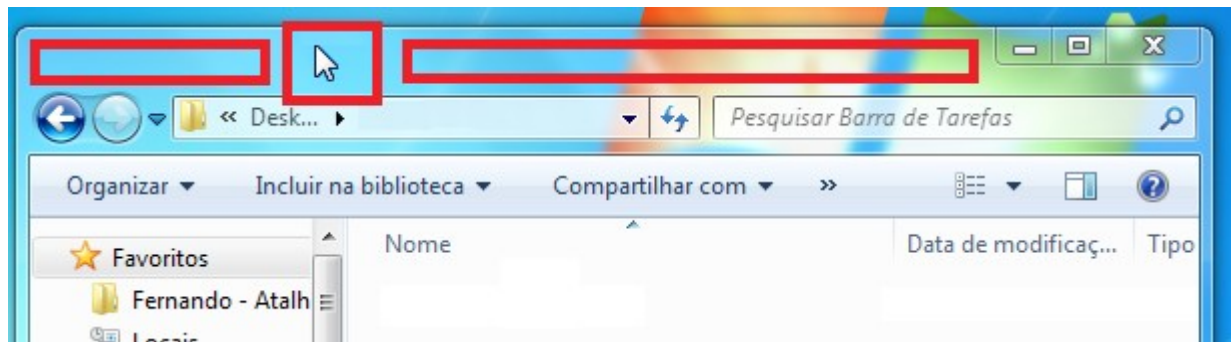 « Desk... Pesquisar Barra de Tarefas
Organizar Incluir na biblioteca Compartilhar com »
Favoritos Nome Data de modificaç... Tipo
Fernando - Atalh
Locais